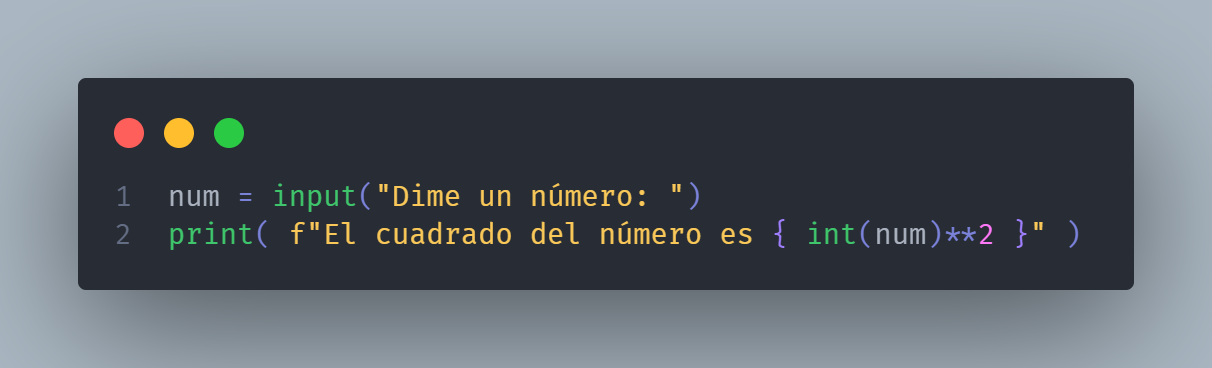 1 num = input("Dime un número: ")
2 print( f"El cuadrado del número es { int(num)**2 }" )